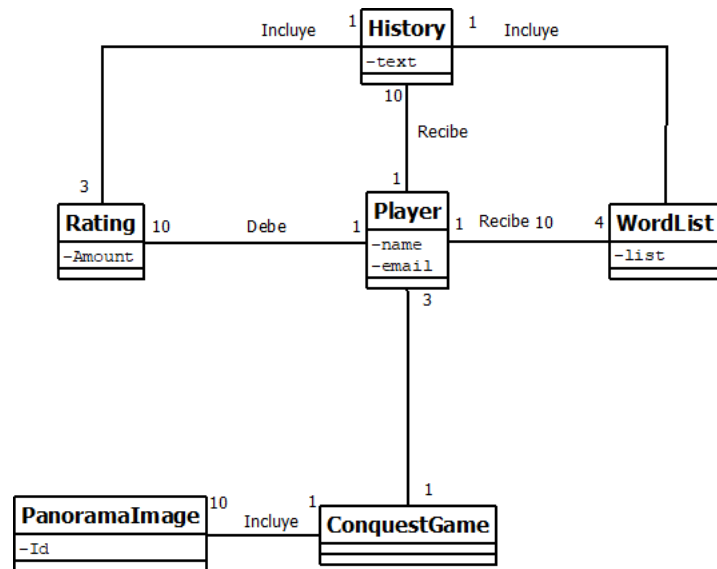 Incluye
1
History
1
Incluye
-text
10
Recibe
3
1
Rating
10
Debe
1
Player
1
Recibe 10
4
WordList
-Amount
-name
-email
-list
3
10
1
1
PanoramaImage
Incluye
ConquestGame
-Id